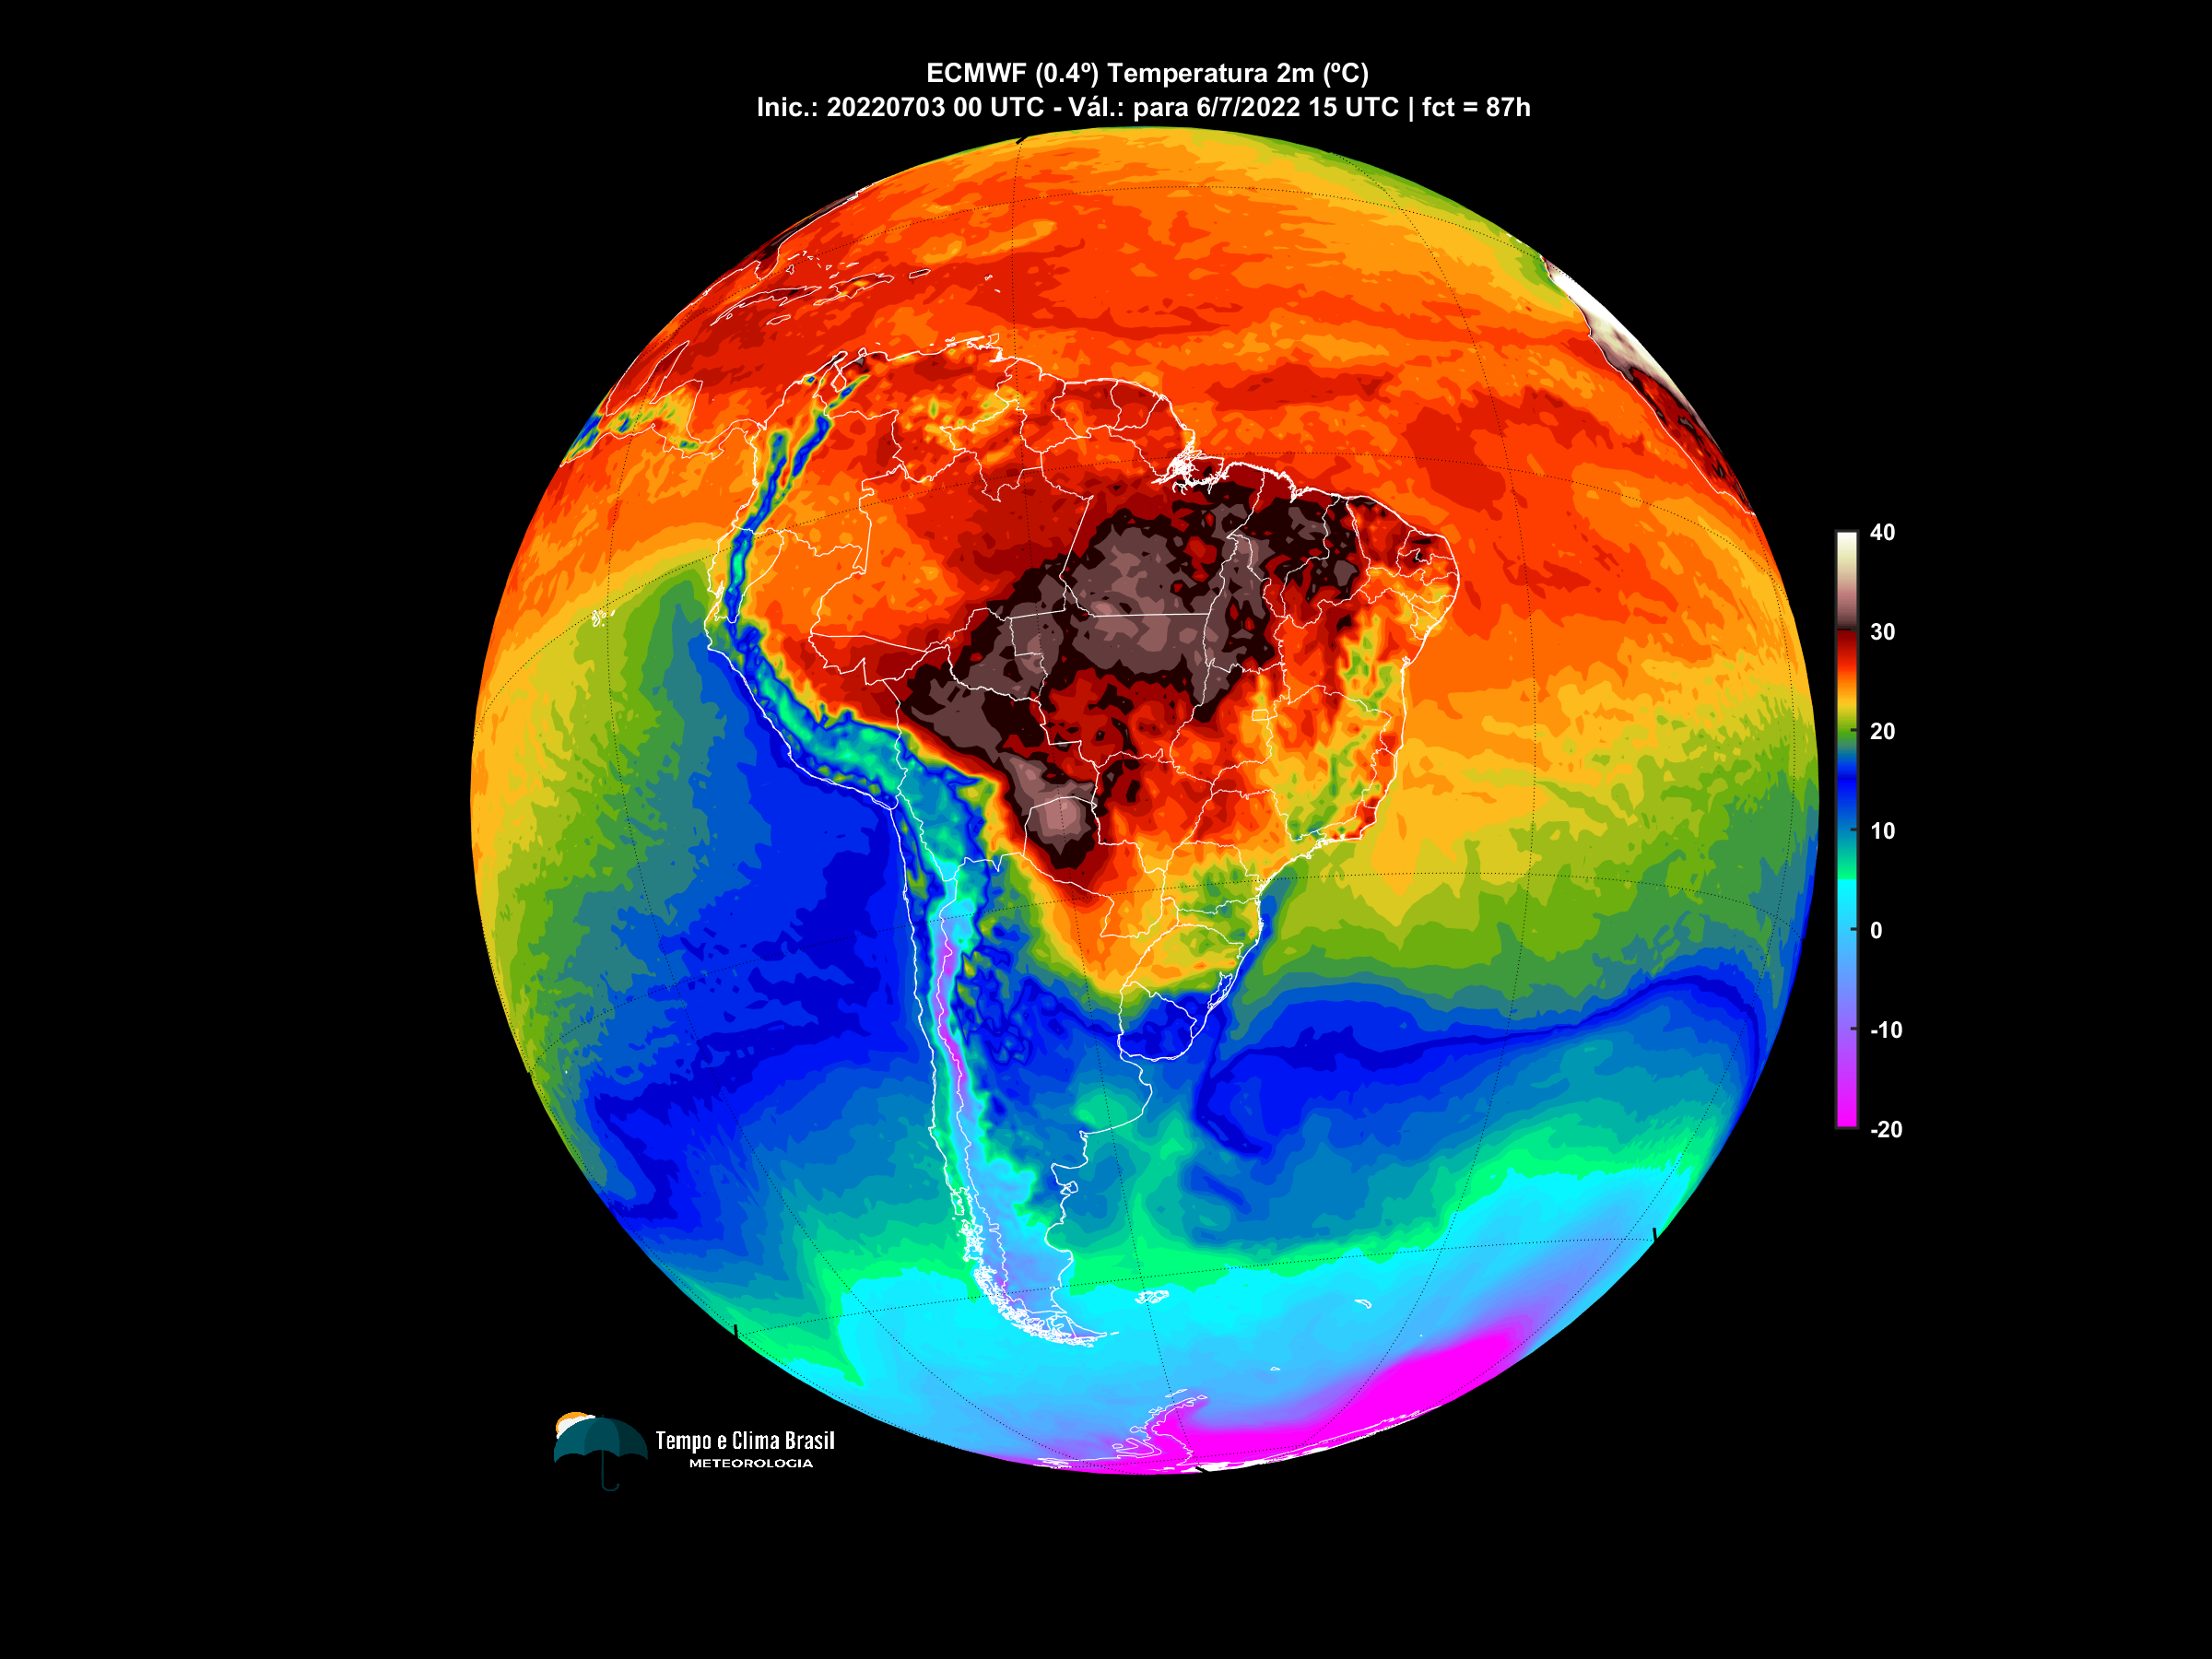 ECMWF (0.4º) Temperatura 2m (ºC)
Inic.: 20220703 00 UTC - Vál.: para 6/7/2022 15 UTC | fct = 87h
40
30
20
10
0
-10
-20
Tempo e Clima Brasil
METEOROLOGIA